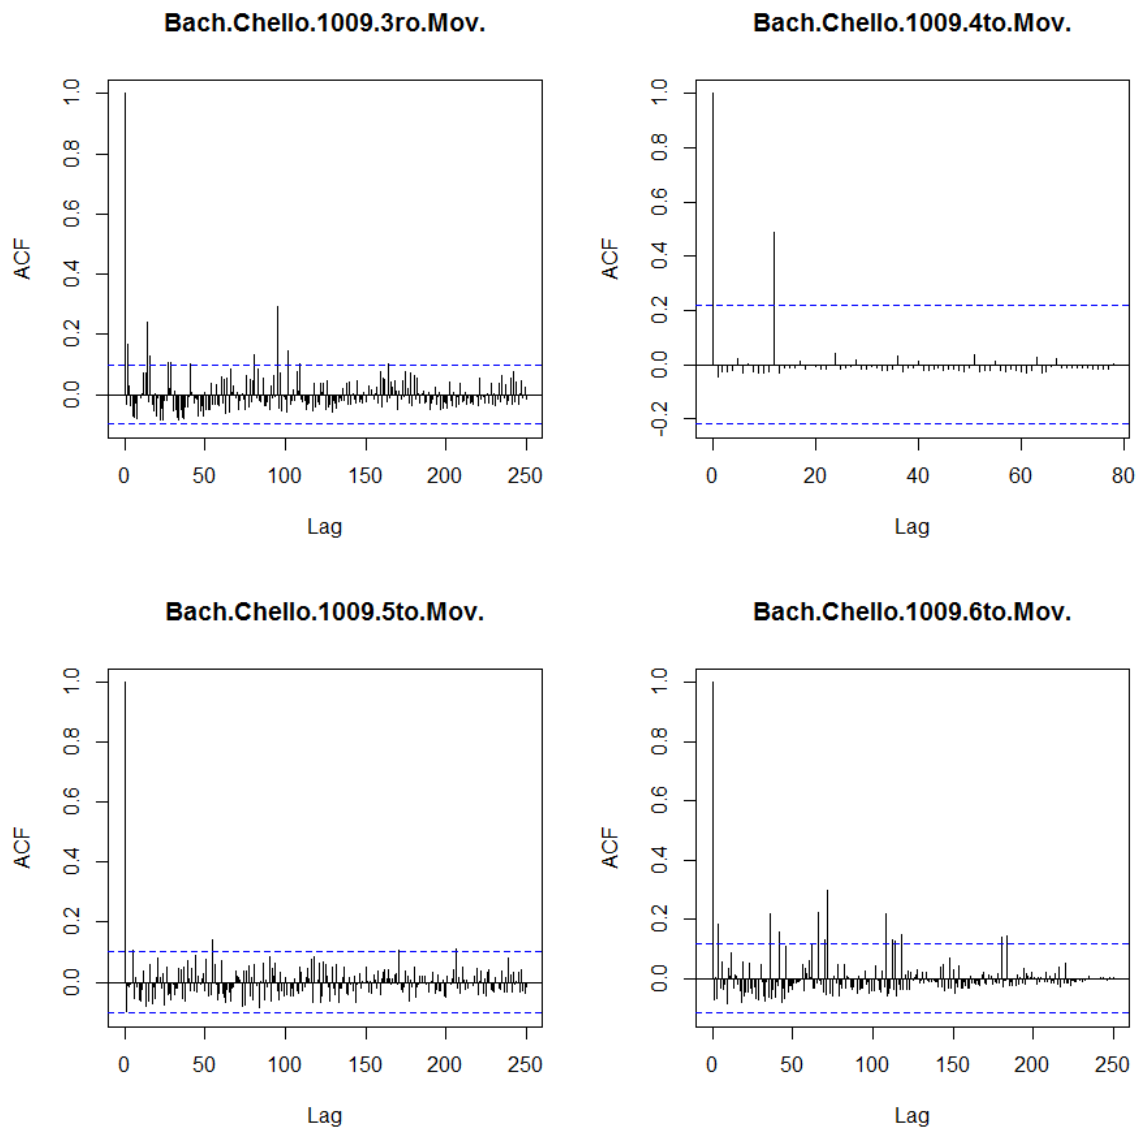 Bach.Chello.1009.3ro.Mov.
ACF
0.0 0.2 0.4 0.6 0.8 1.0
0 50 100 150 200 250
Lag
Bach.Chello.1009.4to.Mov.
ACF
-0.2 0.0 0.2 0.4 0.6 0.8 1.0
0 20 40 60 80
Lag
Bach.Chello.1009.5to.Mov.
ACF
0.0 0.2 0.4 0.6 0.8 1.0
0 50 100 150 200 250
Lag
Bach.Chello.1009.6to.Mov.
ACF
0.0 0.2 0.4 0.6 0.8 1.0
0 50 100 150 200 250
Lag